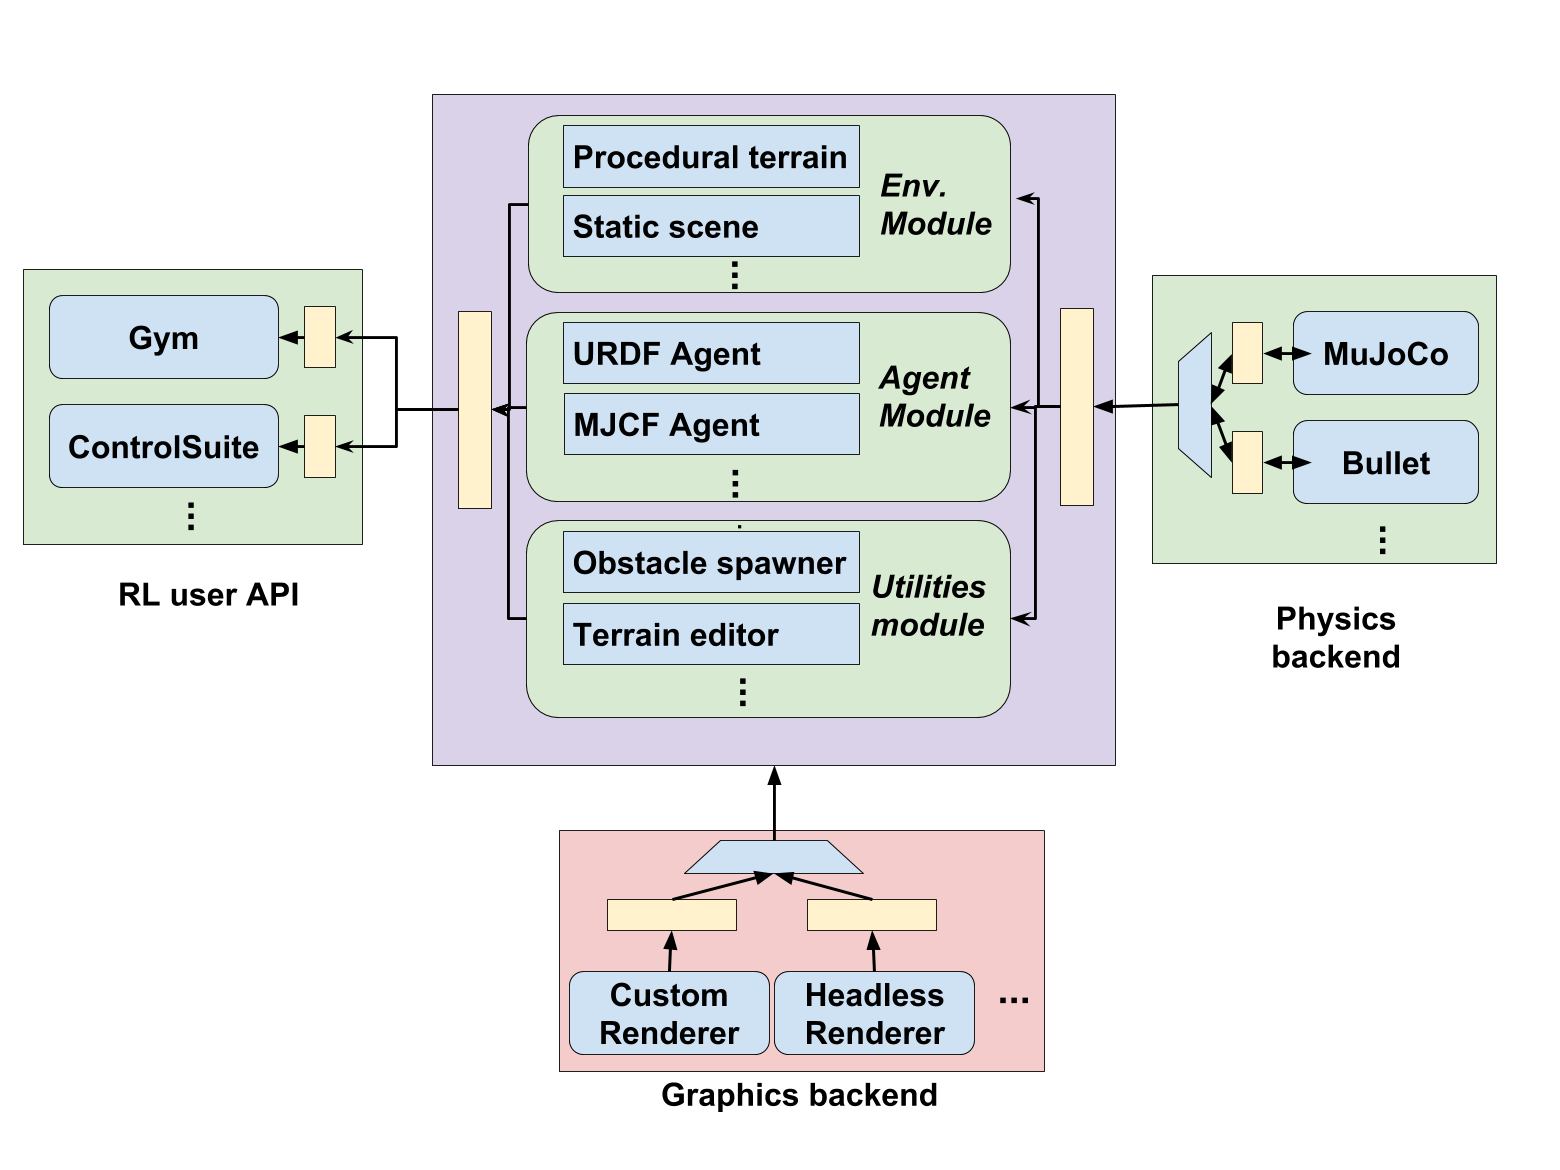 Procedural terrain
Static scene
⋮
Env.
Module
URDF Agent
MJCF Agent
⋮
Agent
Module
Obstacle spawner
Terrain editor
⋮
Utilities
module
Gym
ControlSuite
⋮
RL user API
MuJoCo
Bullet
⋮
Physics
backend
Custom
Renderer
Headless
Renderer
...
Graphics backend